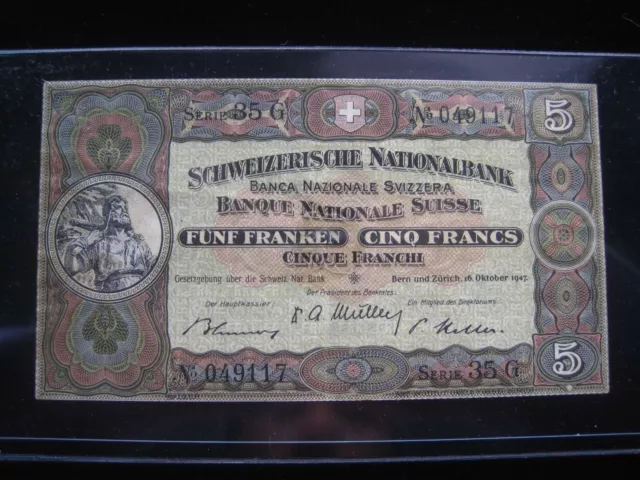 SERIE 35 G
№ 049117
5
SCHWEIZERISCHE NATIONALBANK
BANCA NAZIONALE SVIZZERA
BANQUE NATIONALE SUISSE
FÜNF FRANKEN CINQ FRANCS
CINQUE FRANCHI
Gesetzgebung über die Schweiz. Nat. Bank
Bern und Zürich, 16. Oktober 1947.
Der Hauptkassier
Der Präsident des Bankrates:
Ein Mitglied des Direktoriums
№ 049117
SERIE 35 G
5